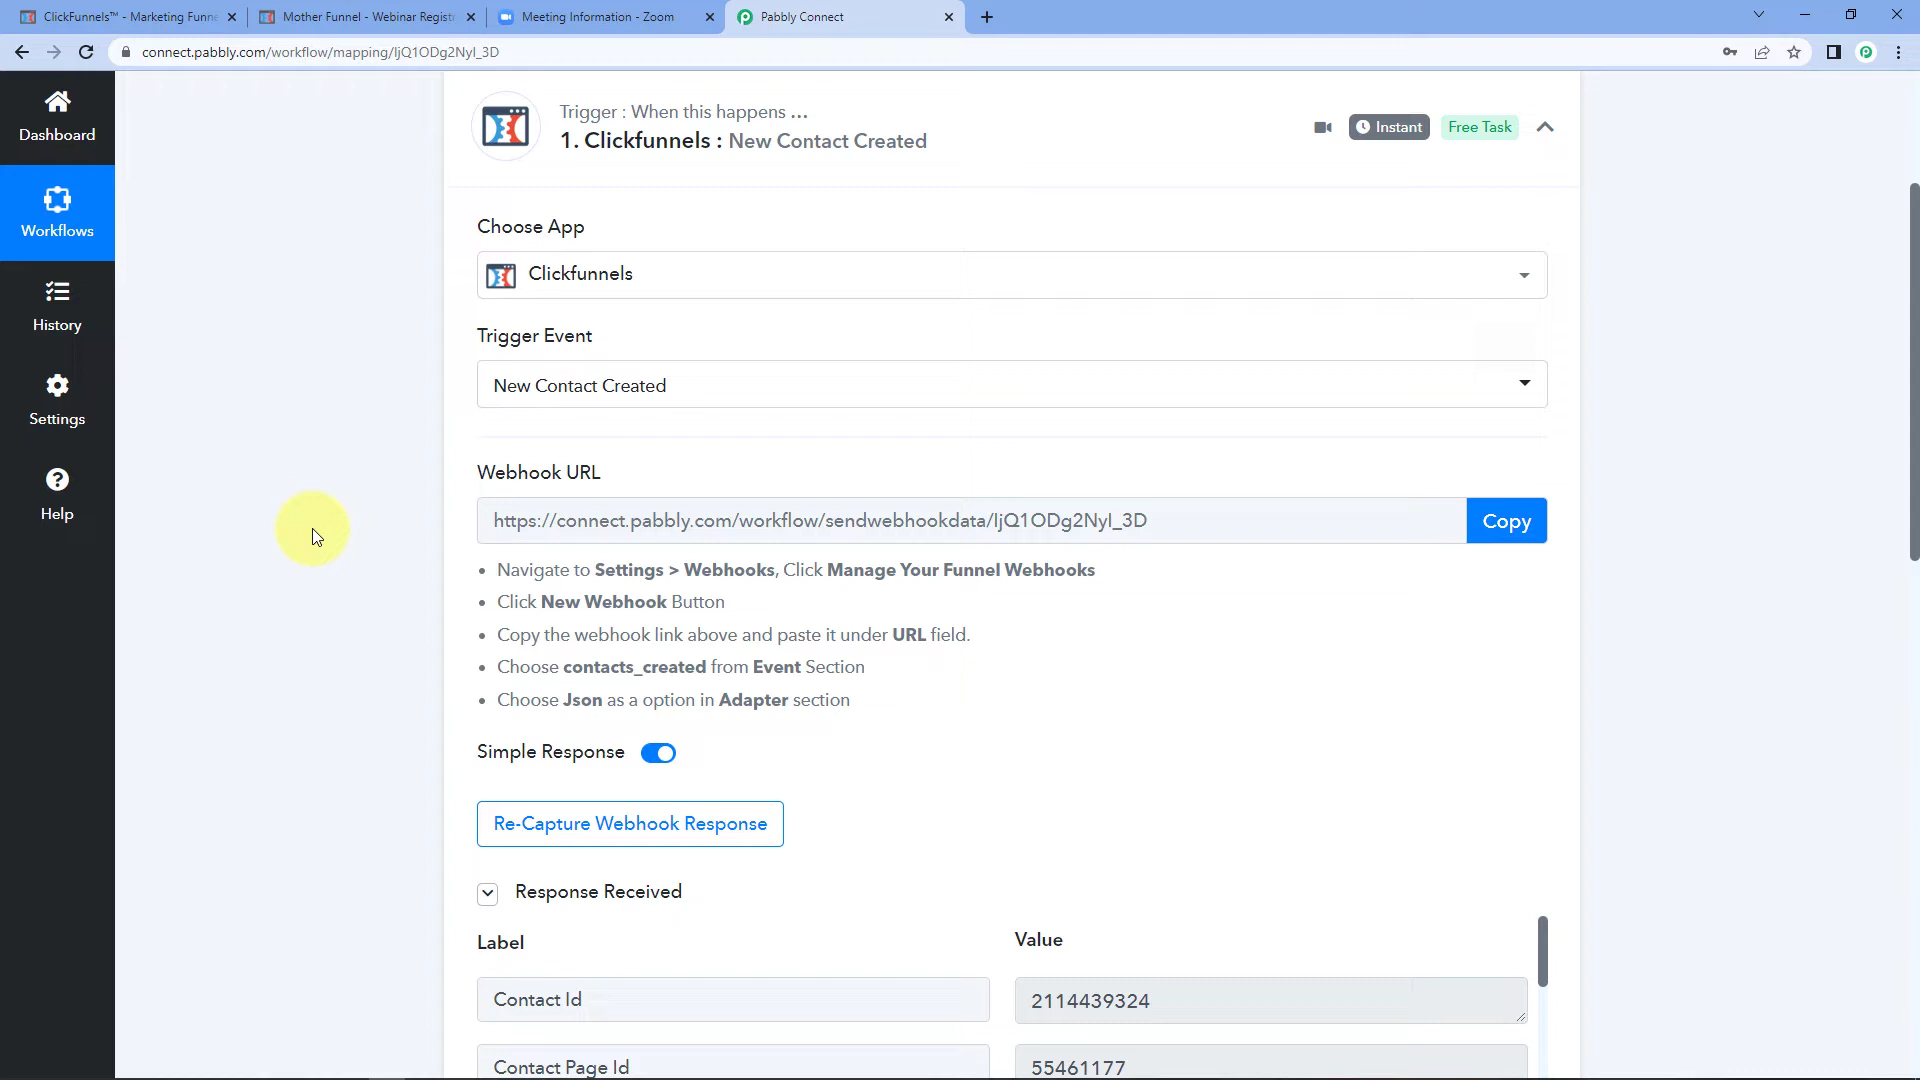 ClickFunnels™ - Marketing Funne
Mother Funnel - Webinar Registr
Meeting Information - Zoom
Pabbly Connect
connect.pabbly.com/workflow/mapping/IjQ1ODg2NyI_3D
Dashboard
Workflows
History
Settings
Help
Trigger : When this happens ...
1. Clickfunnels : New Contact Created
Instant
Free Task
Choose App
Clickfunnels
Trigger Event
New Contact Created
Webhook URL
https://connect.pabbly.com/workflow/sendwebhookdata/IjQ1ODg2NyI_3D
Copy
• Navigate to Settings > Webhooks, Click Manage Your Funnel Webhooks
• Click New Webhook Button
• Copy the webhook link above and paste it under URL field.
• Choose contacts_created from Event Section
• Choose Json as a option in Adapter section
Simple Response
Re-Capture Webhook Response
Response Received
Label
Value
Contact Id
2114439324
Contact Page Id
55461177